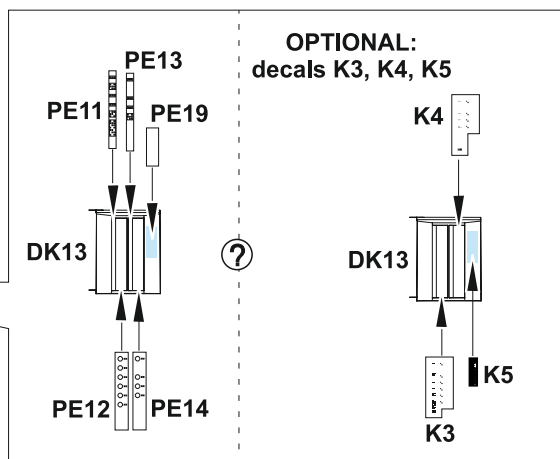 PE13
PE11
PE19
DK13
PE12
PE14
?
OPTIONAL:
decals K3, K4, K5
K4
DK13
K5
K3